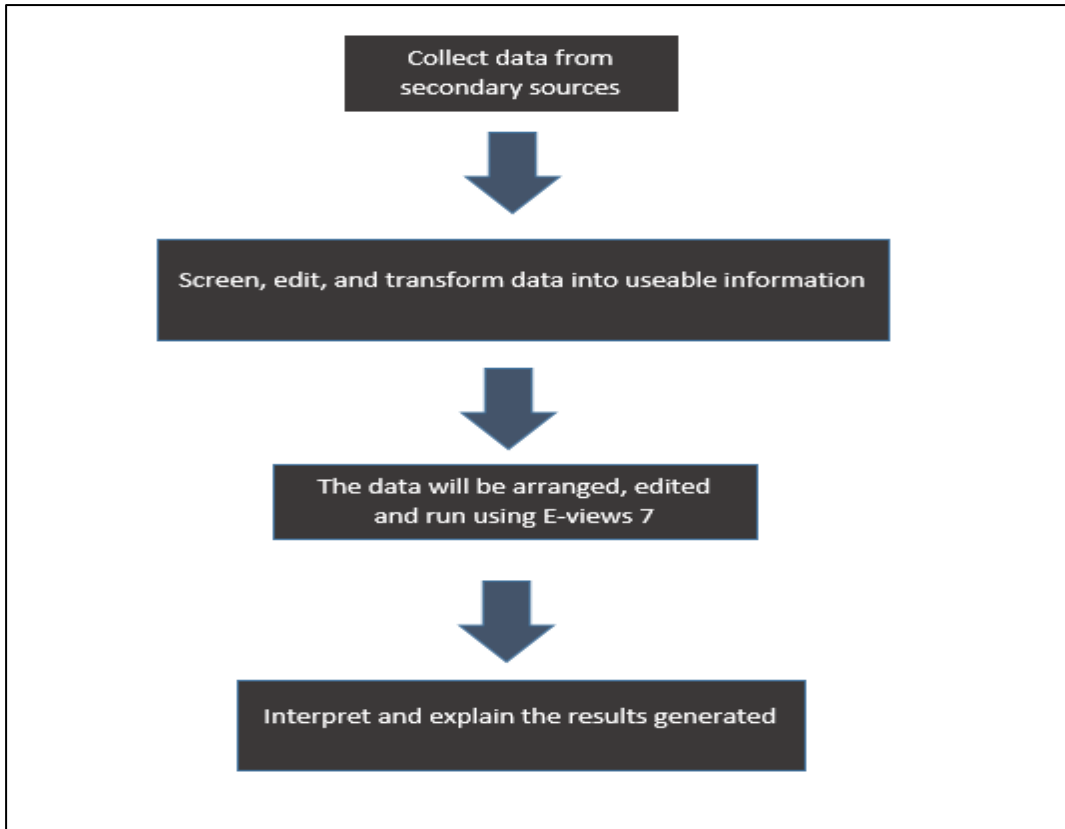 Collect data from
secondary sources
Screen, edit, and transform data into useable information
The data will be arranged, edited
and run using E-views 7
Interpret and explain the results generated